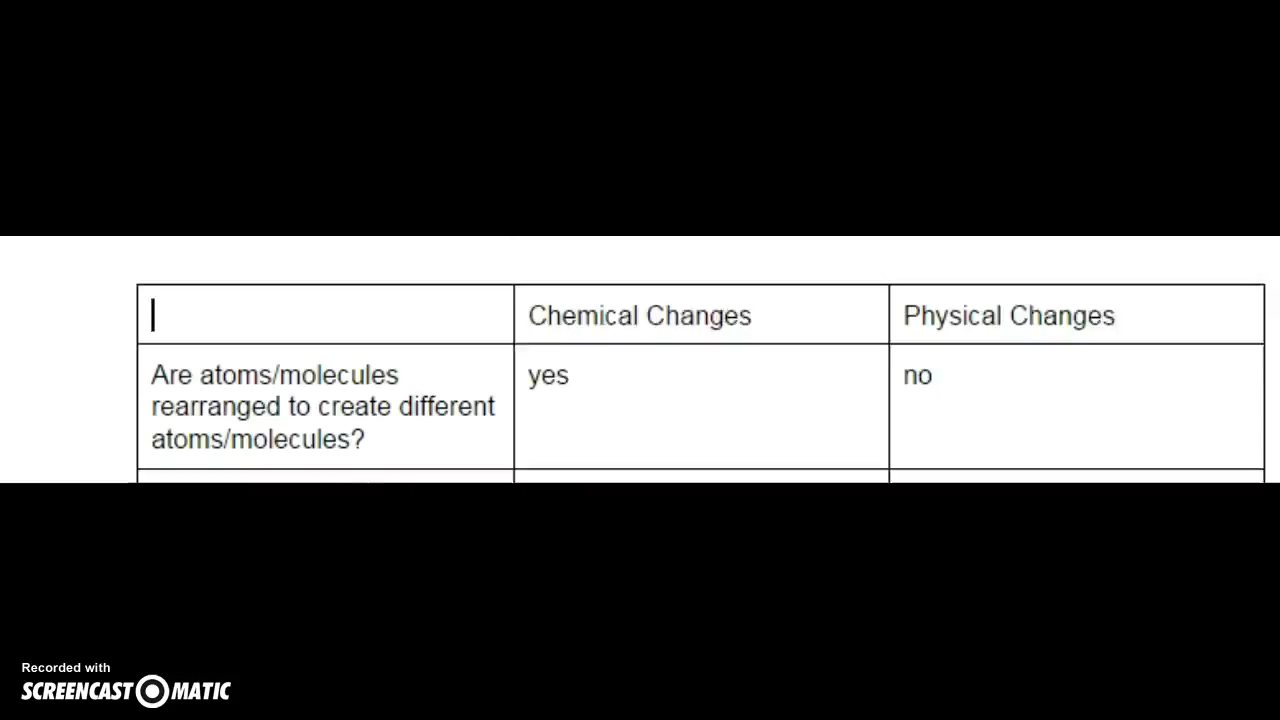 Chemical Changes
Physical Changes
Are atoms/molecules
rearranged to create different
atoms/molecules?
yes
no
Recorded with
SCREENCAST MATIC